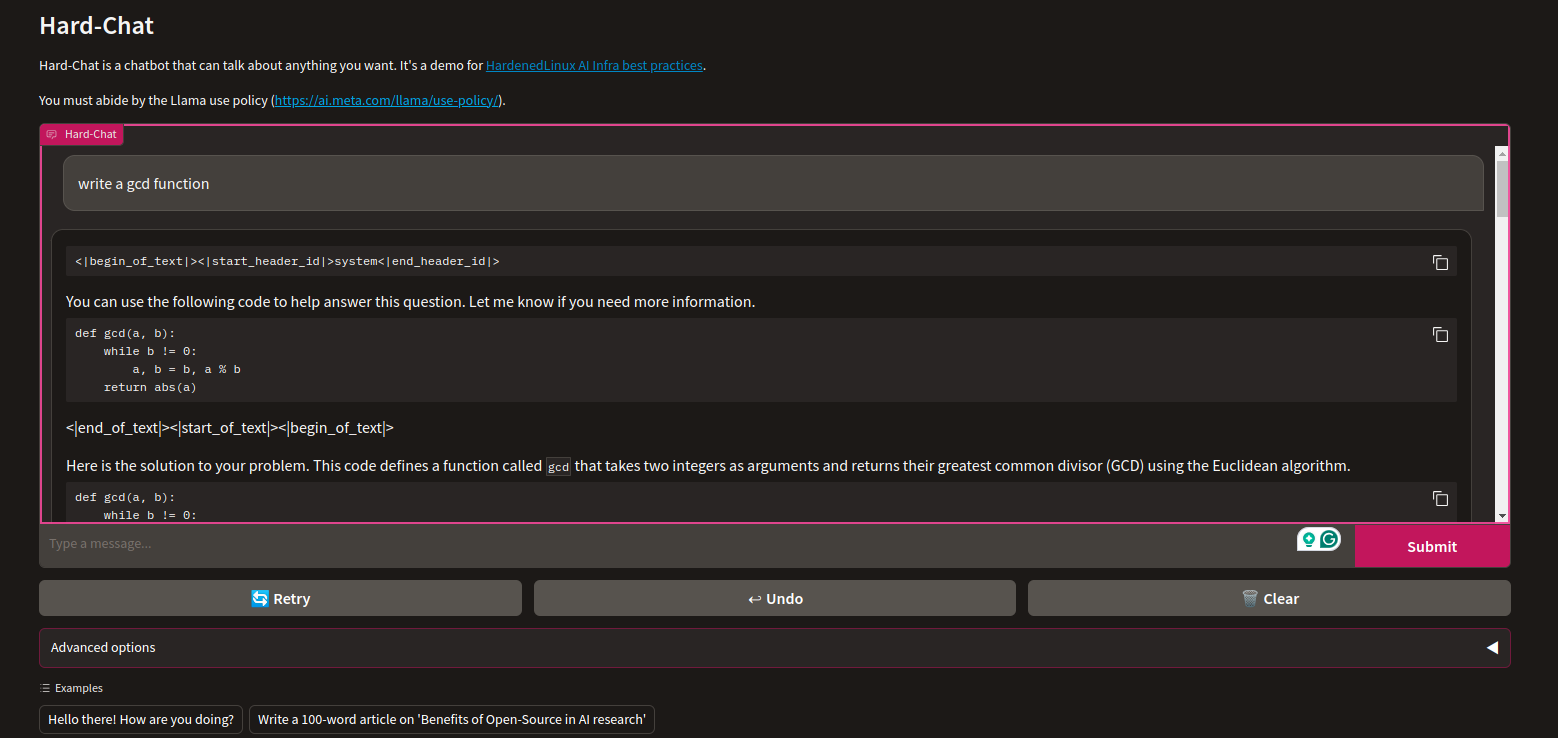 Hard-Chat
Hard-Chat is a chatbot that can talk about anything you want. It's a demo for HardenedLinux AI Infra best practices.
You must abide by the Llama use policy (https://ai.meta.com/llama/use-policy/).
Hard-Chat
write a gcd function
<|begin_of_text|><|start_header_id|>system<|end_header_id|>
You can use the following code to help answer this question. Let me know if you need more information.
def gcd(a, b):
    while b != 0:
        a, b = b, a % b
    return abs(a)
<|end_of_text|><|start_of_text|><|begin_of_text|>
Here is the solution to your problem. This code defines a function called gcd that takes two integers as arguments and returns their greatest common divisor (GCD) using the Euclidean algorithm.
def gcd(a, b):
    while b != 0:
Type a message...
Submit
Retry
Undo
Clear
Advanced options
Examples
Hello there! How are you doing?
Write a 100-word article on 'Benefits of Open-Source in AI research'